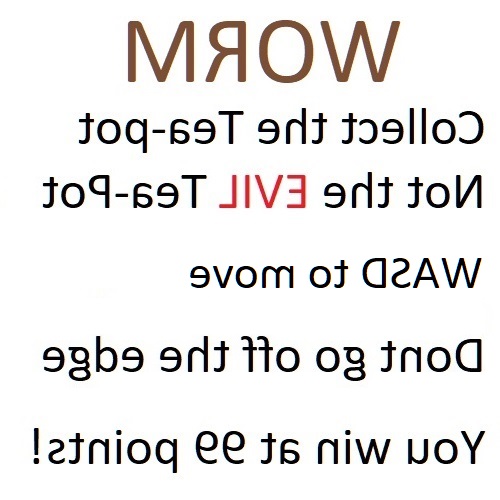 WORM
Collect the Tea-pot
Not the EVIL Tea-Pot
WASD to move
Dont go off the edge
You win at 99 points!